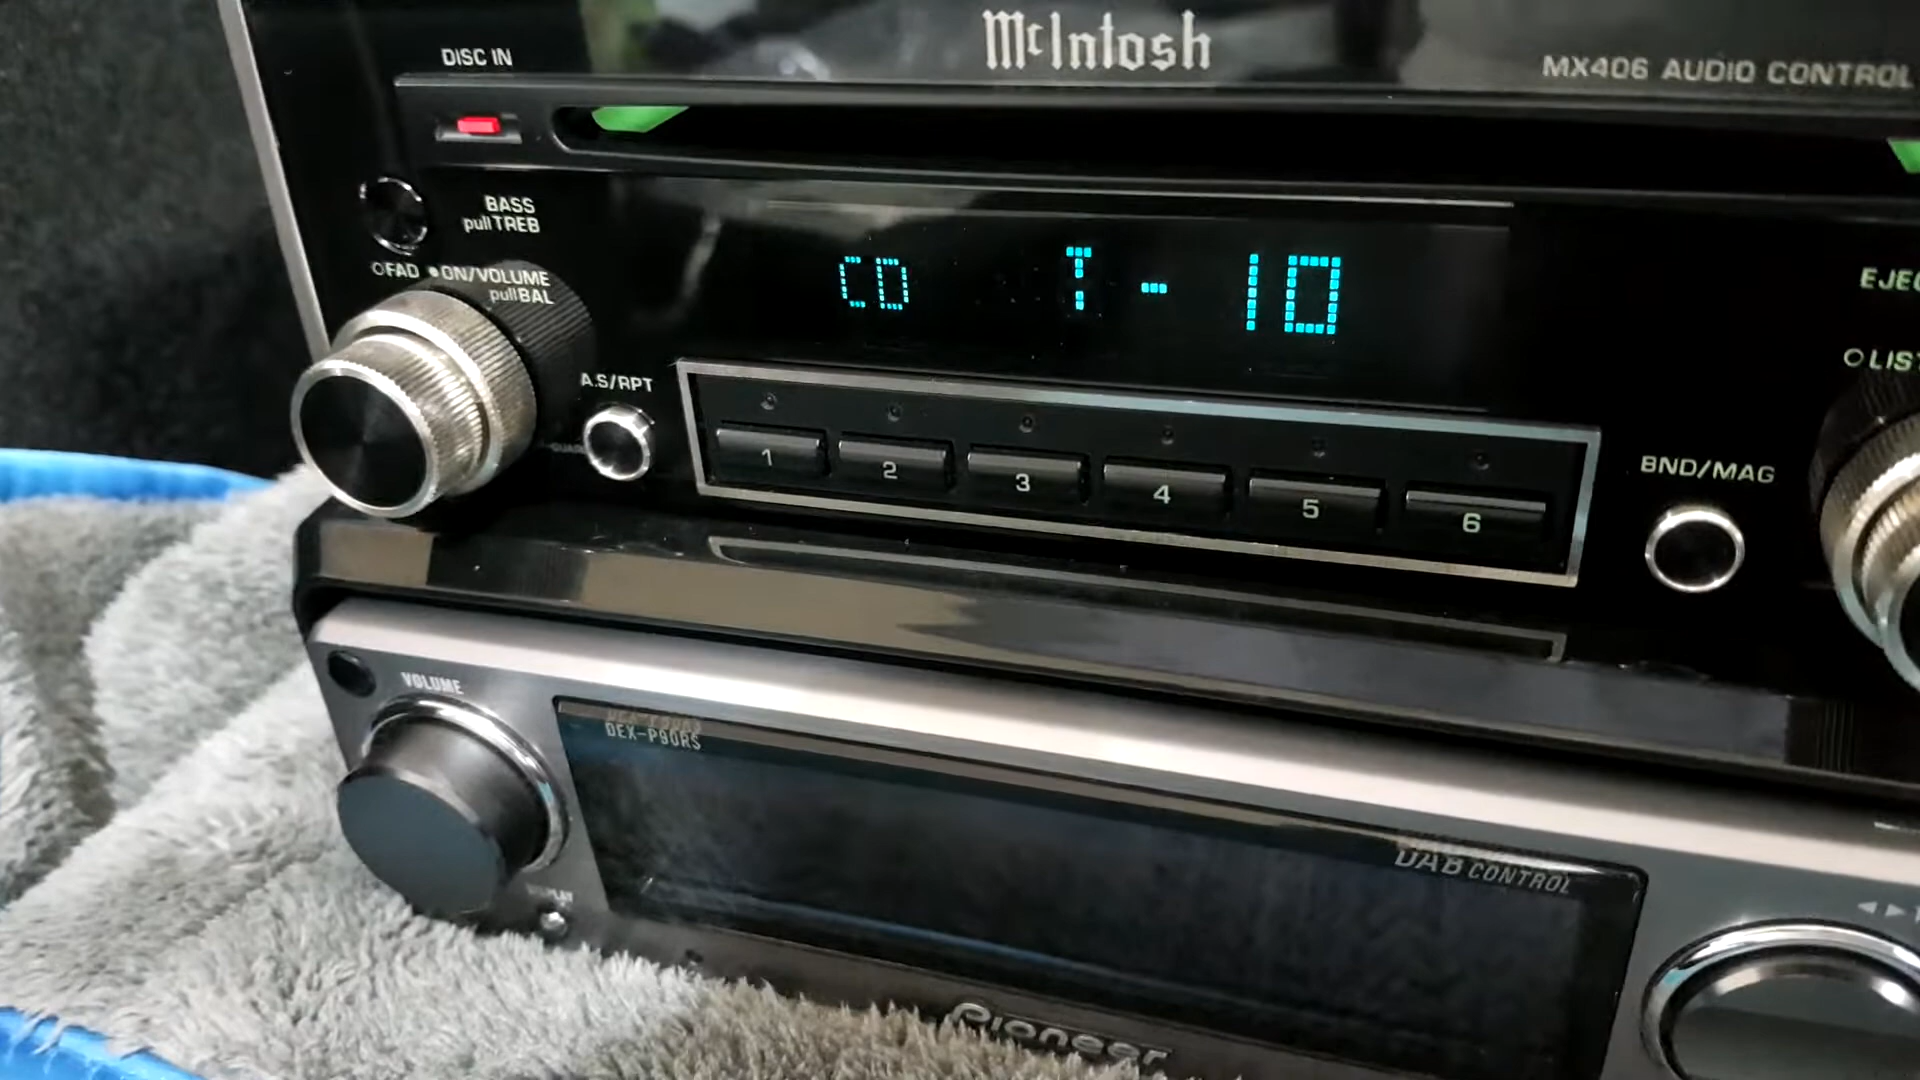 McIntosh
DISC IN
MX406 AUDIO CONTROL
BASS
pull TREB
FAD ON/VOLUME
pull BAL
CD T- 10
A.S/RPT
1 2 3 4 5 6
BND/MAG
VOLUME
DEX-P90RS
DAB CONTROL
Pioneer